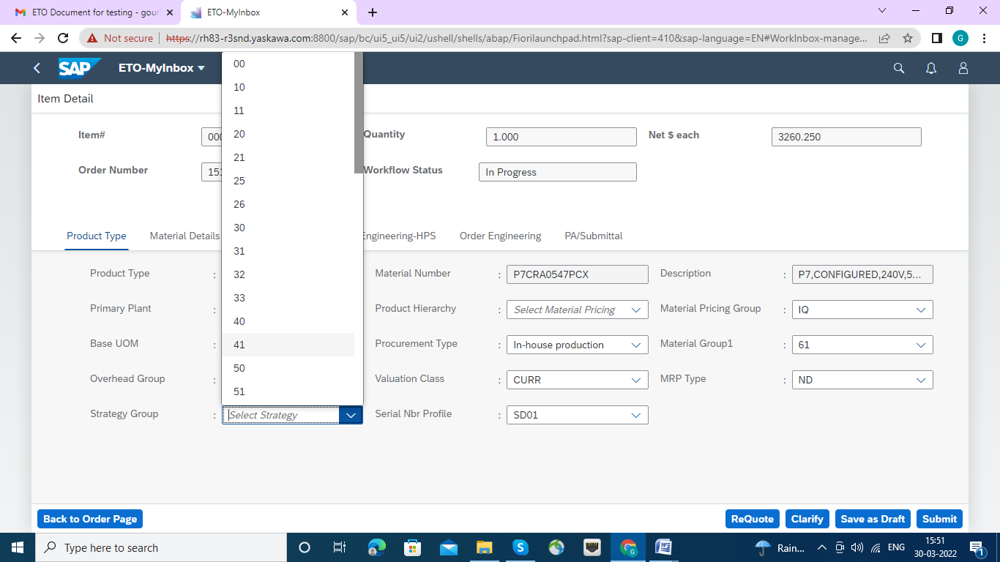 ETO Document for testing - gour
ETO-MyInbox
Not secure
https://rh83-r3snd.yaskawa.com:8800/sap/bc/ui5_ui5/ui2/ushell/shells/abap/Fiorilaunchpad.html?sap-client=410&sap-language=EN#WorkInbox-manage...
G
SAP
ETO-MyInbox
Item Detail
Item#
000
Quantity
1.000
Net $ each
3260.250
Order Number
151
Workflow Status
In Progress
Product Type
Material Details
Engineering-HPS
Order Engineering
PA/Submittal
Product Type :
Material Number : P7CRA0547PCX
Description : P7,CONFIGURED,240V,5...
Primary Plant :
Product Hierarchy : Select Material Pricing
Material Pricing Group : IQ
Base UOM :
Procurement Type : In-house production
Material Group1 : 61
Overhead Group :
Valuation Class : CURR
MRP Type : ND
Strategy Group : Select Strategy
Serial Nbr Profile : SD01
00
10
11
20
21
25
26
30
31
32
33
40
41
50
51
Back to Order Page
ReQuote
Clarify
Save as Draft
Submit
Type here to search
Rain...
ENG
15:51
30-03-2022
1